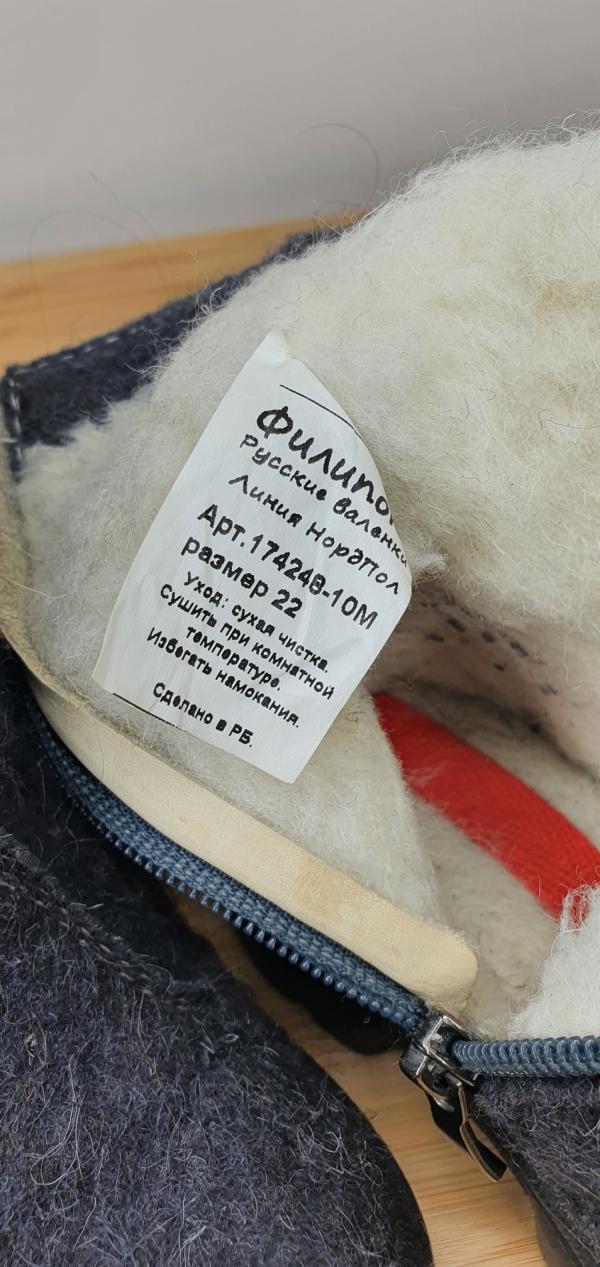 Филипо
Русские валенки
Линия Нордпол
Арт.174248-10М
размер 22
Уход: сухая чистка.
Сушить при комнатной
температуре.
Избегать намокания.
Сделано в РБ.